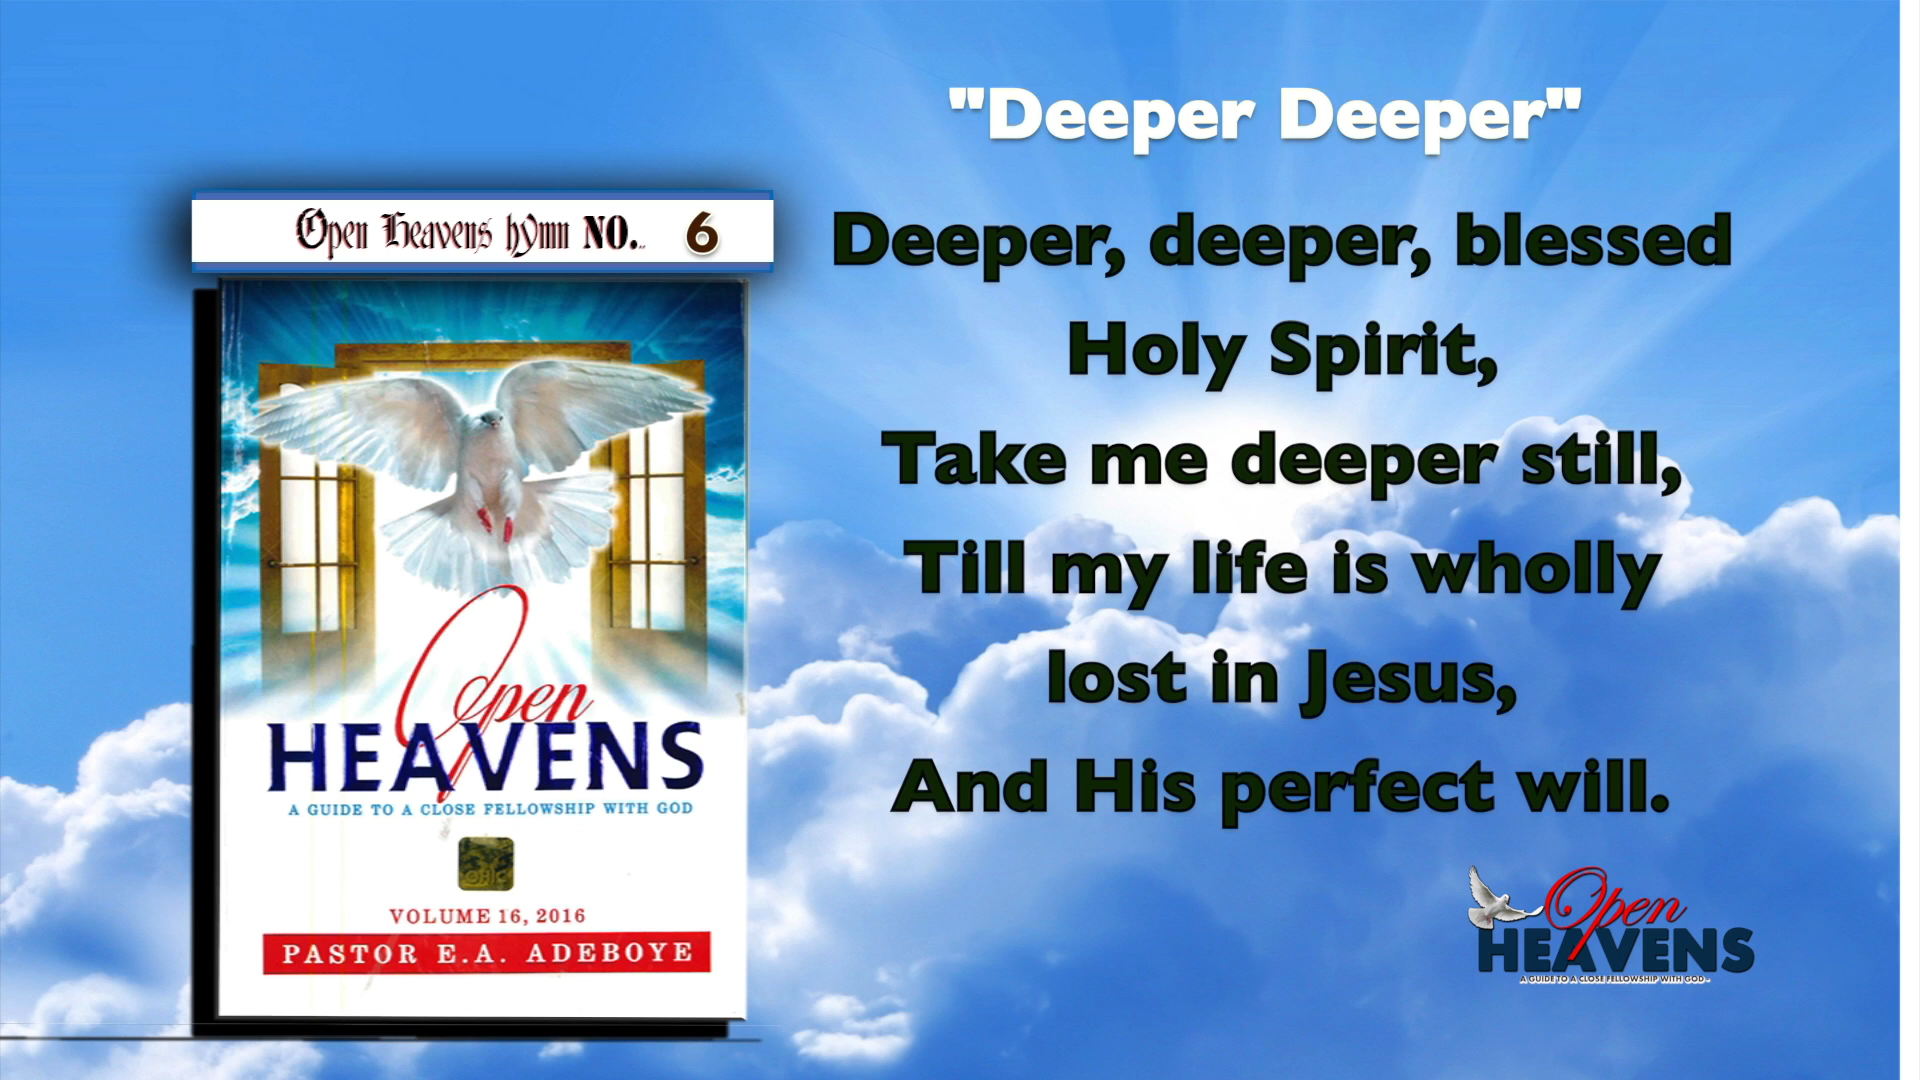 Open Heavens hymn NO.. 6
Open
HEAVENS
A GUIDE TO A CLOSE FELLOWSHIP WITH GOD
VOLUME 16, 2016
PASTOR E.A. ADEBOYE
"Deeper Deeper"
Deeper, deeper, blessed
Holy Spirit,
Take me deeper still,
Till my life is wholly
lost in Jesus,
And His perfect will.
Open
HEAVENS
A GUIDE TO A CLOSE FELLOWSHIP WITH GOD